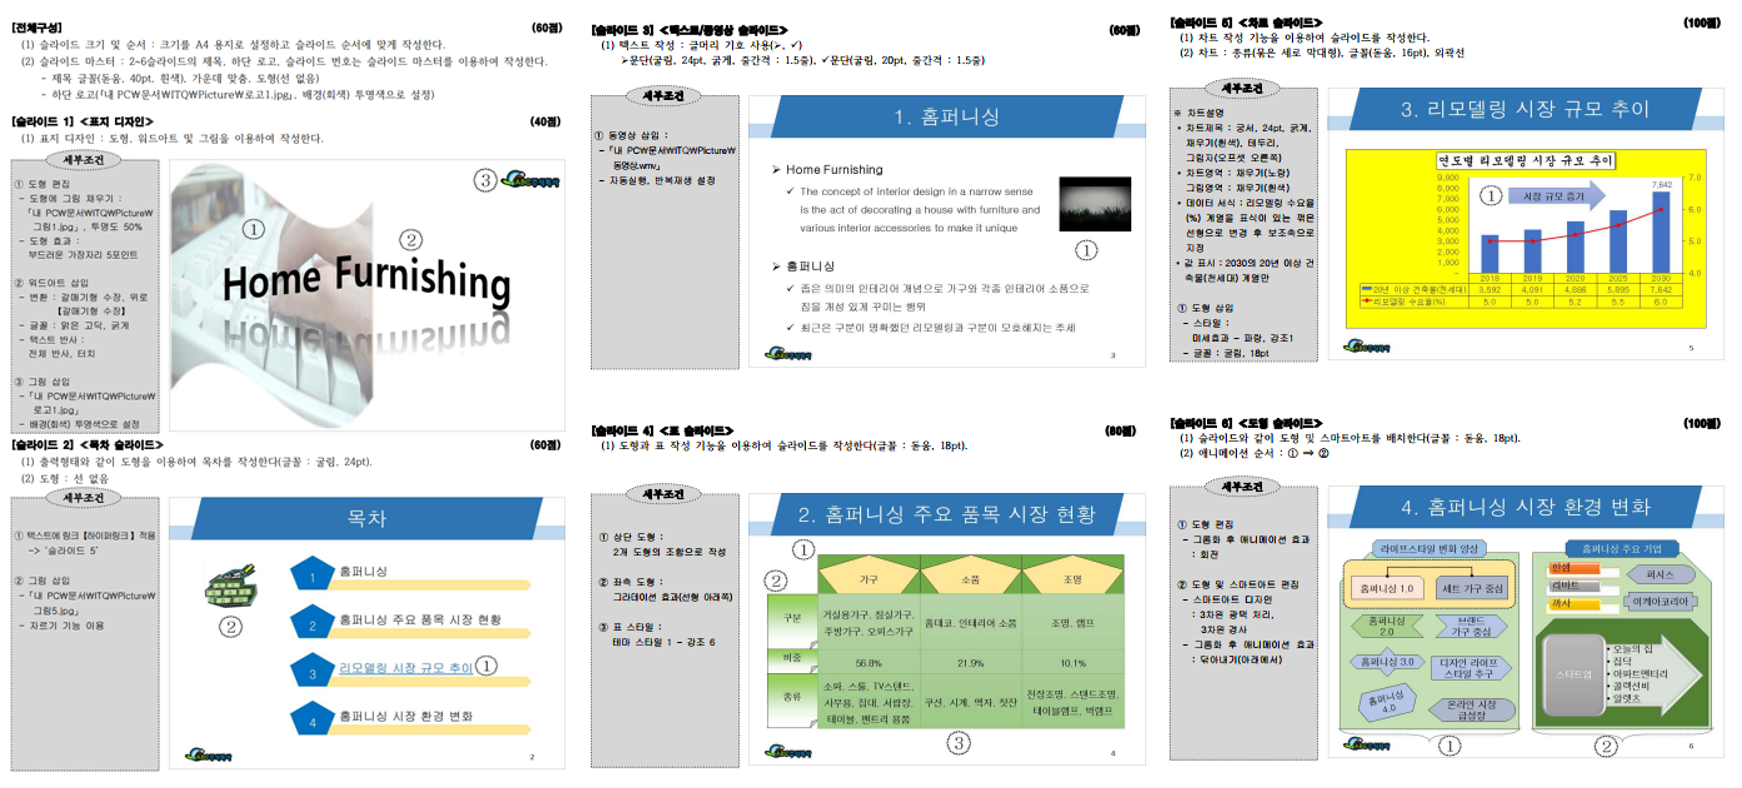 [전체구성] (60점)
(1) 슬라이드 크기 및 순서 : 크기를 A4 용지로 설정하고 슬라이드 순서에 맞게 작성한다.
(2) 슬라이드 마스터 : 2~6슬라이드의 제목, 하단 로고, 슬라이드 번호는 슬라이드 마스터를 이용하여 작성한다.
- 제목 글꼴(돋움, 40pt, 흰색), 가운데 맞춤, 도형(선 없음)
- 하단 로고(「내 PC₩문서₩ITQ₩Picture₩로고1.jpg」, 배경(회색) 투명색으로 설정)
[슬라이드 1] <표지 디자인> (40점)
(1) 표지 디자인 : 도형, 워드아트 및 그림을 이용하여 작성한다.
세부조건
① 도형 편집
- 도형에 그림 채우기 :
「내 PC₩문서₩ITQ₩Picture₩
그림1.jpg」, 투명도 50%
- 도형 효과 :
부드러운 가장자리 5포인트
② 워드아트 삽입
- 변환 : 갈매기형 수장, 위로
【갈매기형 수장】
- 글꼴 : 맑은 고딕, 굵게
- 텍스트 반사 :
전체 반사, 터치
③ 그림 삽입
- 「내 PC₩문서₩ITQ₩Picture₩
로고1.jpg」
- 배경(회색) 투명색으로 설정
①
②
③
Home Furnishing
[슬라이드 2] <목차 슬라이드> (60점)
(1) 출력형태와 같이 도형을 이용하여 목차를 작성한다(글꼴 : 굴림, 24pt).
(2) 도형 : 선 없음
세부조건
① 텍스트에 링크【하이퍼링크】적용
-> '슬라이드 5'
② 그림 삽입
- 「내 PC₩문서₩ITQ₩Picture₩
그림5.jpg」
- 자르기 기능 이용
목차
1 홈퍼니싱
2 홈퍼니싱 주요 품목 시장 현황
3 리모델링 시장 규모 추이 ①
4 홈퍼니싱 시장 환경 변화
②
2
[슬라이드 3] <텍스트/동영상 슬라이드> (60점)
(1) 텍스트 작성 : 글머리 기호 사용(➢, ✓)
➢문단(굴림, 24pt, 굵게, 줄간격 : 1.5줄), ✓문단(굴림, 20pt, 줄간격 : 1.5줄)
세부조건
① 동영상 삽입 :
- 「내 PC₩문서₩ITQ₩Picture₩
동영상.wmv」
- 자동실행, 반복재생 설정
1. 홈퍼니싱
➢ Home Furnishing
✓ The concept of interior design in a narrow sense
is the act of decorating a house with furniture and
various interior accessories to make it unique
①
➢ 홈퍼니싱
✓ 좁은 의미의 인테리어 개념으로 가구와 각종 인테리어 소품으로
집을 개성 있게 꾸미는 행위
✓ 최근은 구분이 명확했던 리모델링과 구분이 모호해지는 추세
3
[슬라이드 4] <표 슬라이드> (80점)
(1) 도형과 표 작성 기능을 이용하여 슬라이드를 작성한다(글꼴 : 돋움, 18pt).
세부조건
① 상단 도형 :
2개 도형의 조합으로 작성
② 좌측 도형 :
그라데이션 효과(선형 아래쪽)
③ 표 스타일 :
테마 스타일 1 - 강조 6
2. 홈퍼니싱 주요 품목 시장 현황
①
②
가구 소품 조명
구분 거실용가구, 침실가구, 주방가구, 오피스가구 홈데코, 인테리어 소품 조명, 램프
비중 56.8% 21.9% 10.1%
종류 소파, 스툴, TV스탠드, 사무용, 침대, 서랍장, 테이블, 팬트리 용품 쿠션, 시계, 액자, 찻잔 천장조명, 스탠드조명, 테이블램프, 벽램프
③
4
[슬라이드 5] <차트 슬라이드> (100점)
(1) 차트 작성 기능을 이용하여 슬라이드를 작성한다.
(2) 차트 : 종류(묶은 세로 막대형), 글꼴(돋움, 16pt), 외곽선
세부조건
※ 차트설명
• 차트제목 : 궁서, 24pt, 굵게,
채우기(흰색), 테두리,
그림자(오프셋 오른쪽)
• 차트영역 : 채우기(노랑)
그림영역 : 채우기(흰색)
• 데이터 서식 : 리모델링 수요율
(%) 계열을 표식이 있는 꺾은
선형으로 변경 후 보조축으로
지정
• 값 표시 : 2030의 20년 이상 건
축물(천세대) 계열만
① 도형 삽입
- 스타일 :
미세효과 - 파랑, 강조1
- 글꼴 : 굴림, 18pt
3. 리모델링 시장 규모 추이
연도별 리모델링 시장 규모 추이
9,000
8,000
7,000
6,000
5,000
4,000
3,000
2,000
1,000
-
① 시장 규모 증가
7,642
7.0
6.0
5.0
4.0
2018 2019 2020 2025 2030
20년 이상 건축물(천세대) 3,592 4,091 4,886 5,895 7,642
리모델링 수요율(%) 5.0 5.0 5.2 5.5 6.0
5
[슬라이드 6] <도형 슬라이드> (100점)
(1) 슬라이드와 같이 도형 및 스마트아트를 배치한다(글꼴 : 돋움, 18pt).
(2) 애니메이션 순서 : ① ⇒ ②
세부조건
① 도형 편집
- 그룹화 후 애니메이션 효과
: 회전
② 도형 및 스마트아트 편집
- 스마트아트 디자인
: 3차원 광택 처리,
3차원 경사
- 그룹화 후 애니메이션 효과
: 닦아내기(아래에서)
4. 홈퍼니싱 시장 환경 변화
라이프스타일 변화 양상
홈퍼니싱 1.0 세트 가구 중심
홈퍼니싱 2.0 브랜드 가구 중심
홈퍼니싱 3.0 디자인 라이프 스타일 추구
홈퍼니싱 4.0 온라인 시장 급성장
①
홈퍼니싱 주요 기업
한샘
리바트
까사
퍼시스
이케아코리아
스타트업
• 오늘의 집
• 집닥
• 아파트멘터리
• 콜렉션비
• 알렛츠
②
6